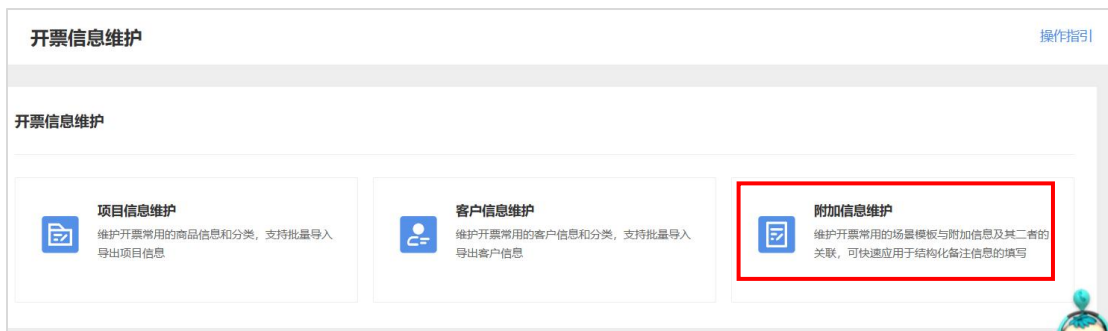 开票信息维护
操作指引
开票信息维护
项目信息维护
维护开票常用的商品信息和分类，支持批量导入
导出项目信息
客户信息维护
维护开票常用的客户信息和分类，支持批量导入
导出客户信息
附加信息维护
维护开票常用的场景模板与附加信息及其二者的
关联，可快速应用于结构化备注信息的填写